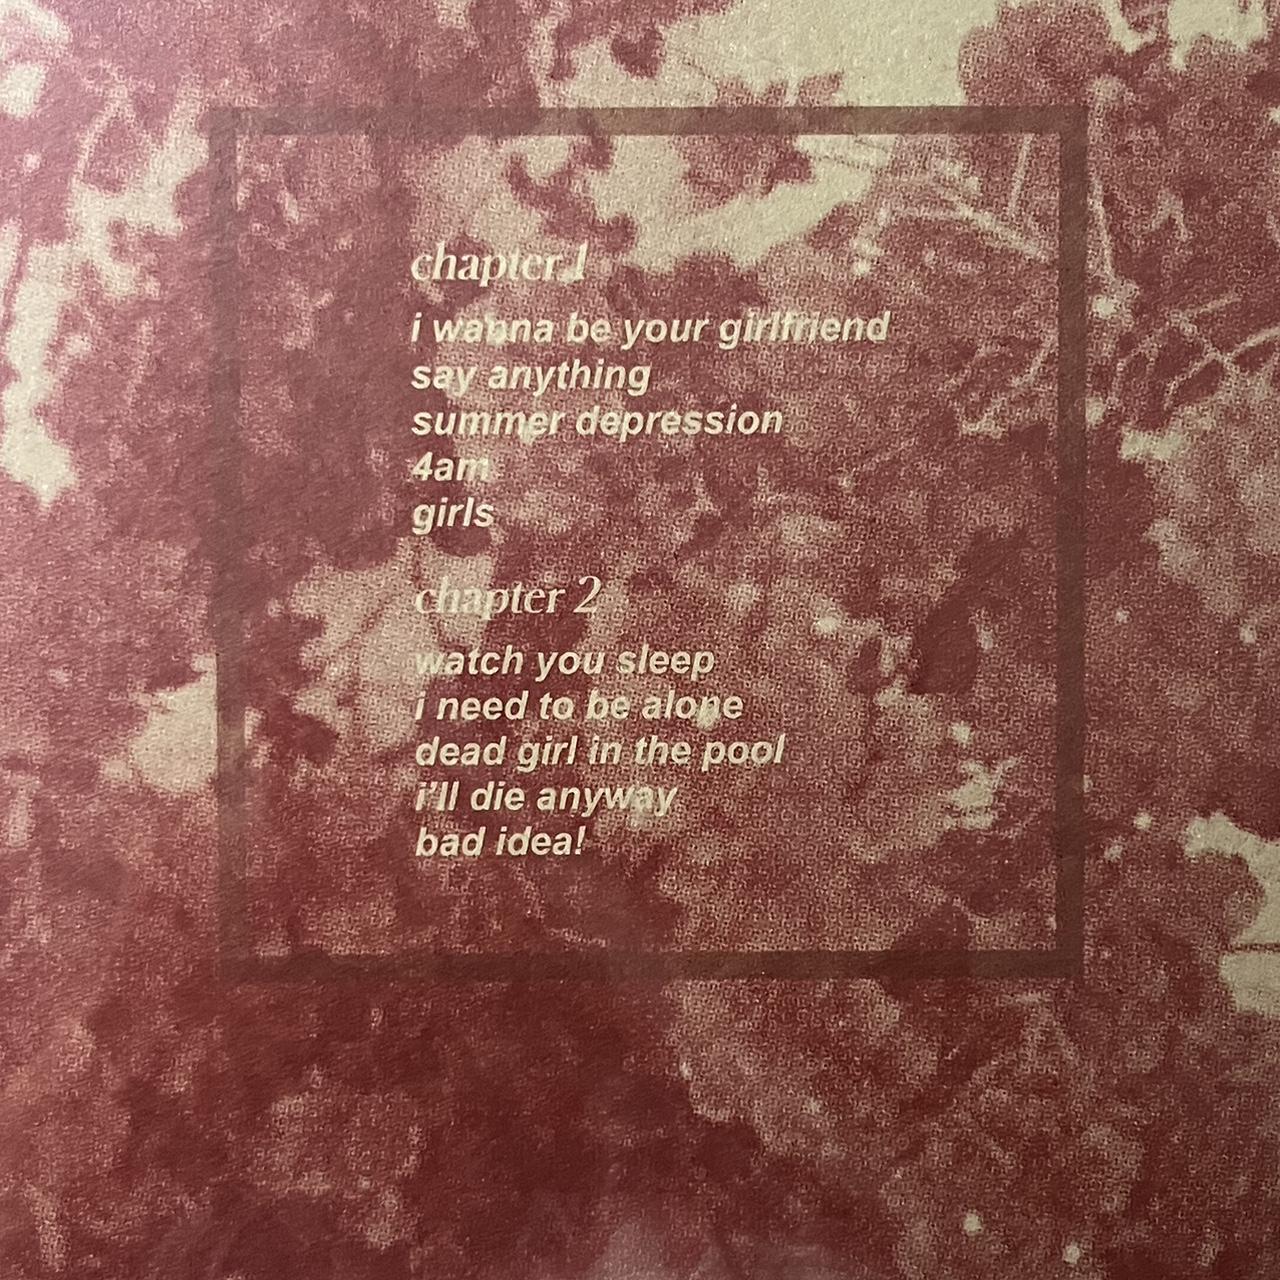 chapter 1
i wanna be your girlfriend
say anything
summer depression
4am
girls
chapter 2
watch you sleep
i need to be alone
dead girl in the pool
i'll die anyway
bad idea!